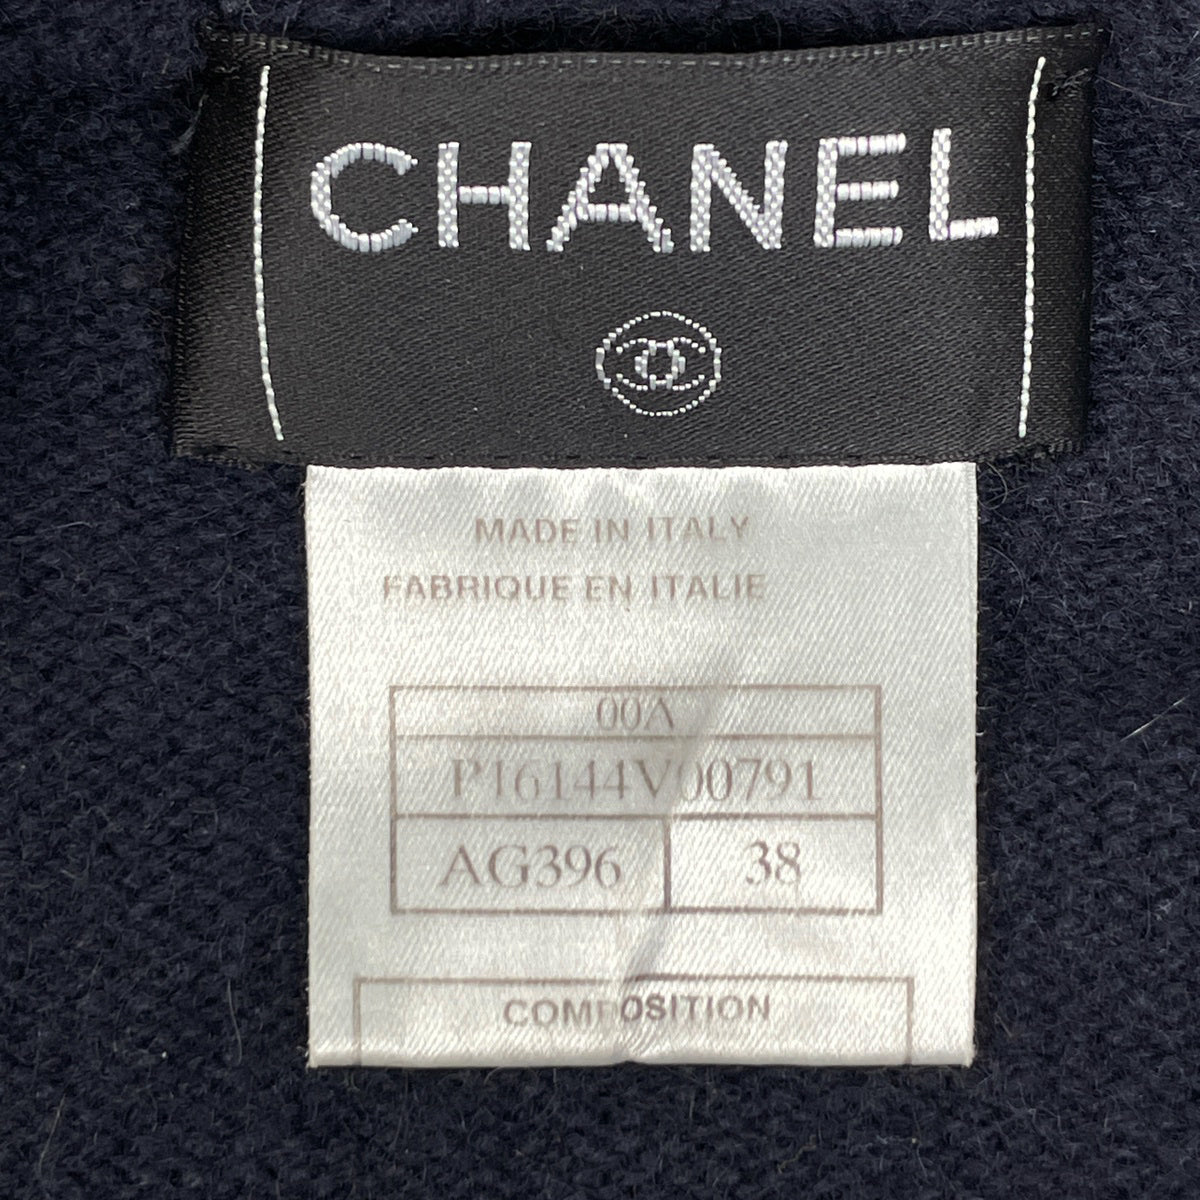 CHANEL
MADE IN ITALY
FABRIQUE EN ITALIE
00A
P16144V00791
AG396 38
COMPOSITION